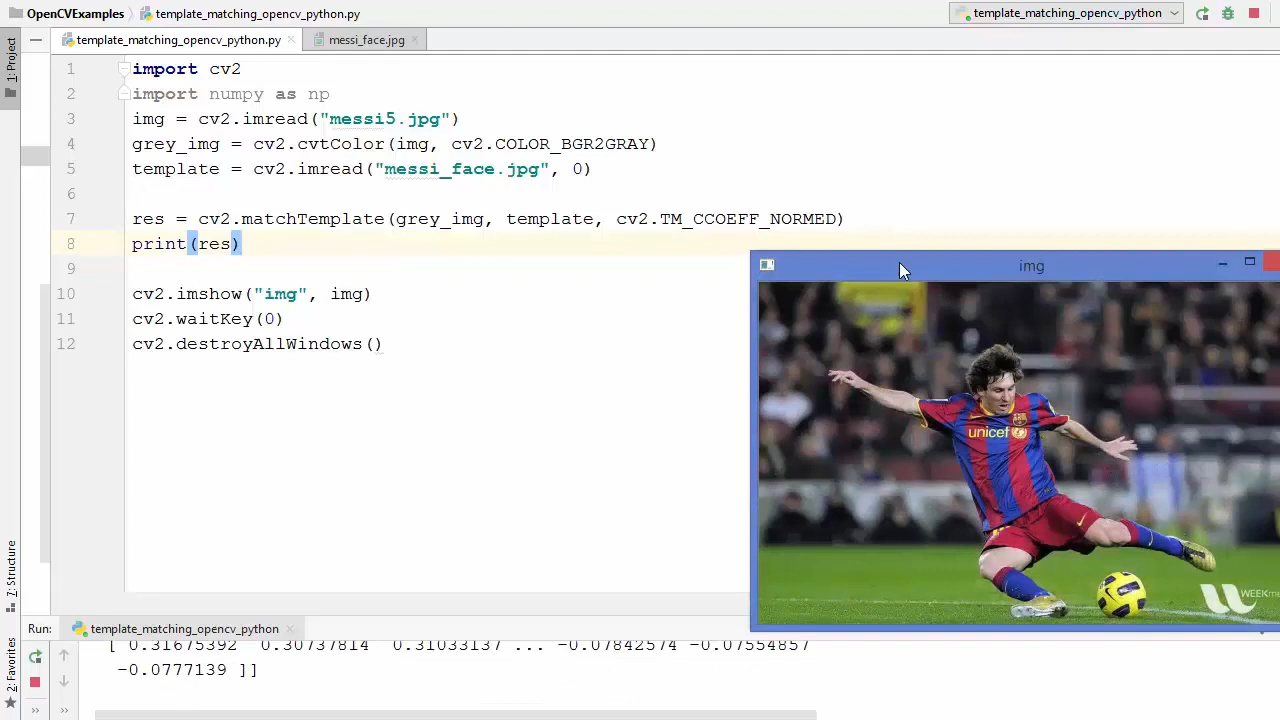 OpenCVExamples template_matching_opencv_python.py template_matching_opencv_python
template_matching_opencv_python.py messi_face.jpg
1: Project
1 import cv2
2 import numpy as np
3 img = cv2.imread("messi5.jpg")
4 grey_img = cv2.cvtColor(img, cv2.COLOR_BGR2GRAY)
5 template = cv2.imread("messi_face.jpg", 0)
6
7 res = cv2.matchTemplate(grey_img, template, cv2.TM_CCOEFF_NORMED)
8 print(res)
9
10 cv2.imshow("img", img)
11 cv2.waitKey(0)
12 cv2.destroyAllWindows()
img
unicef
WEEK
Z: Structure
2: Favorites
Run: template_matching_opencv_python
[ 0.31675392 0.30737814 0.31033137 ... -0.07842574 -0.07554857
-0.0777139 ]]